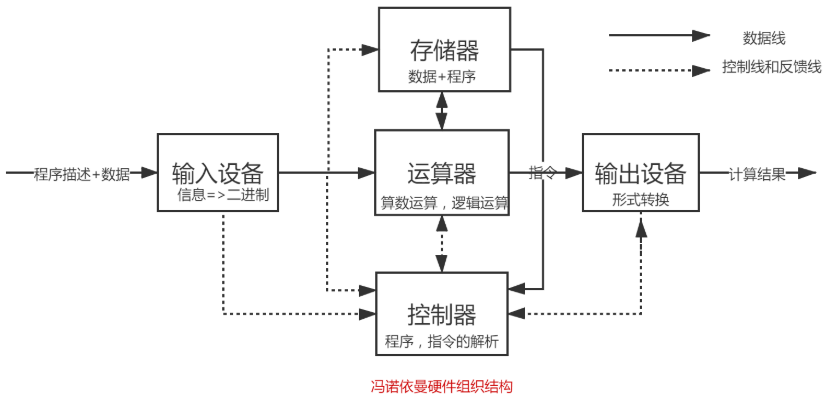 存储器
数据+程序
数据线
控制线和反馈线
程序描述+数据
输入设备
信息=>二进制
运算器
算数运算，逻辑运算
指令
输出设备
形式转换
计算结果
控制器
程序，指令的解析
冯诺依曼硬件组织结构